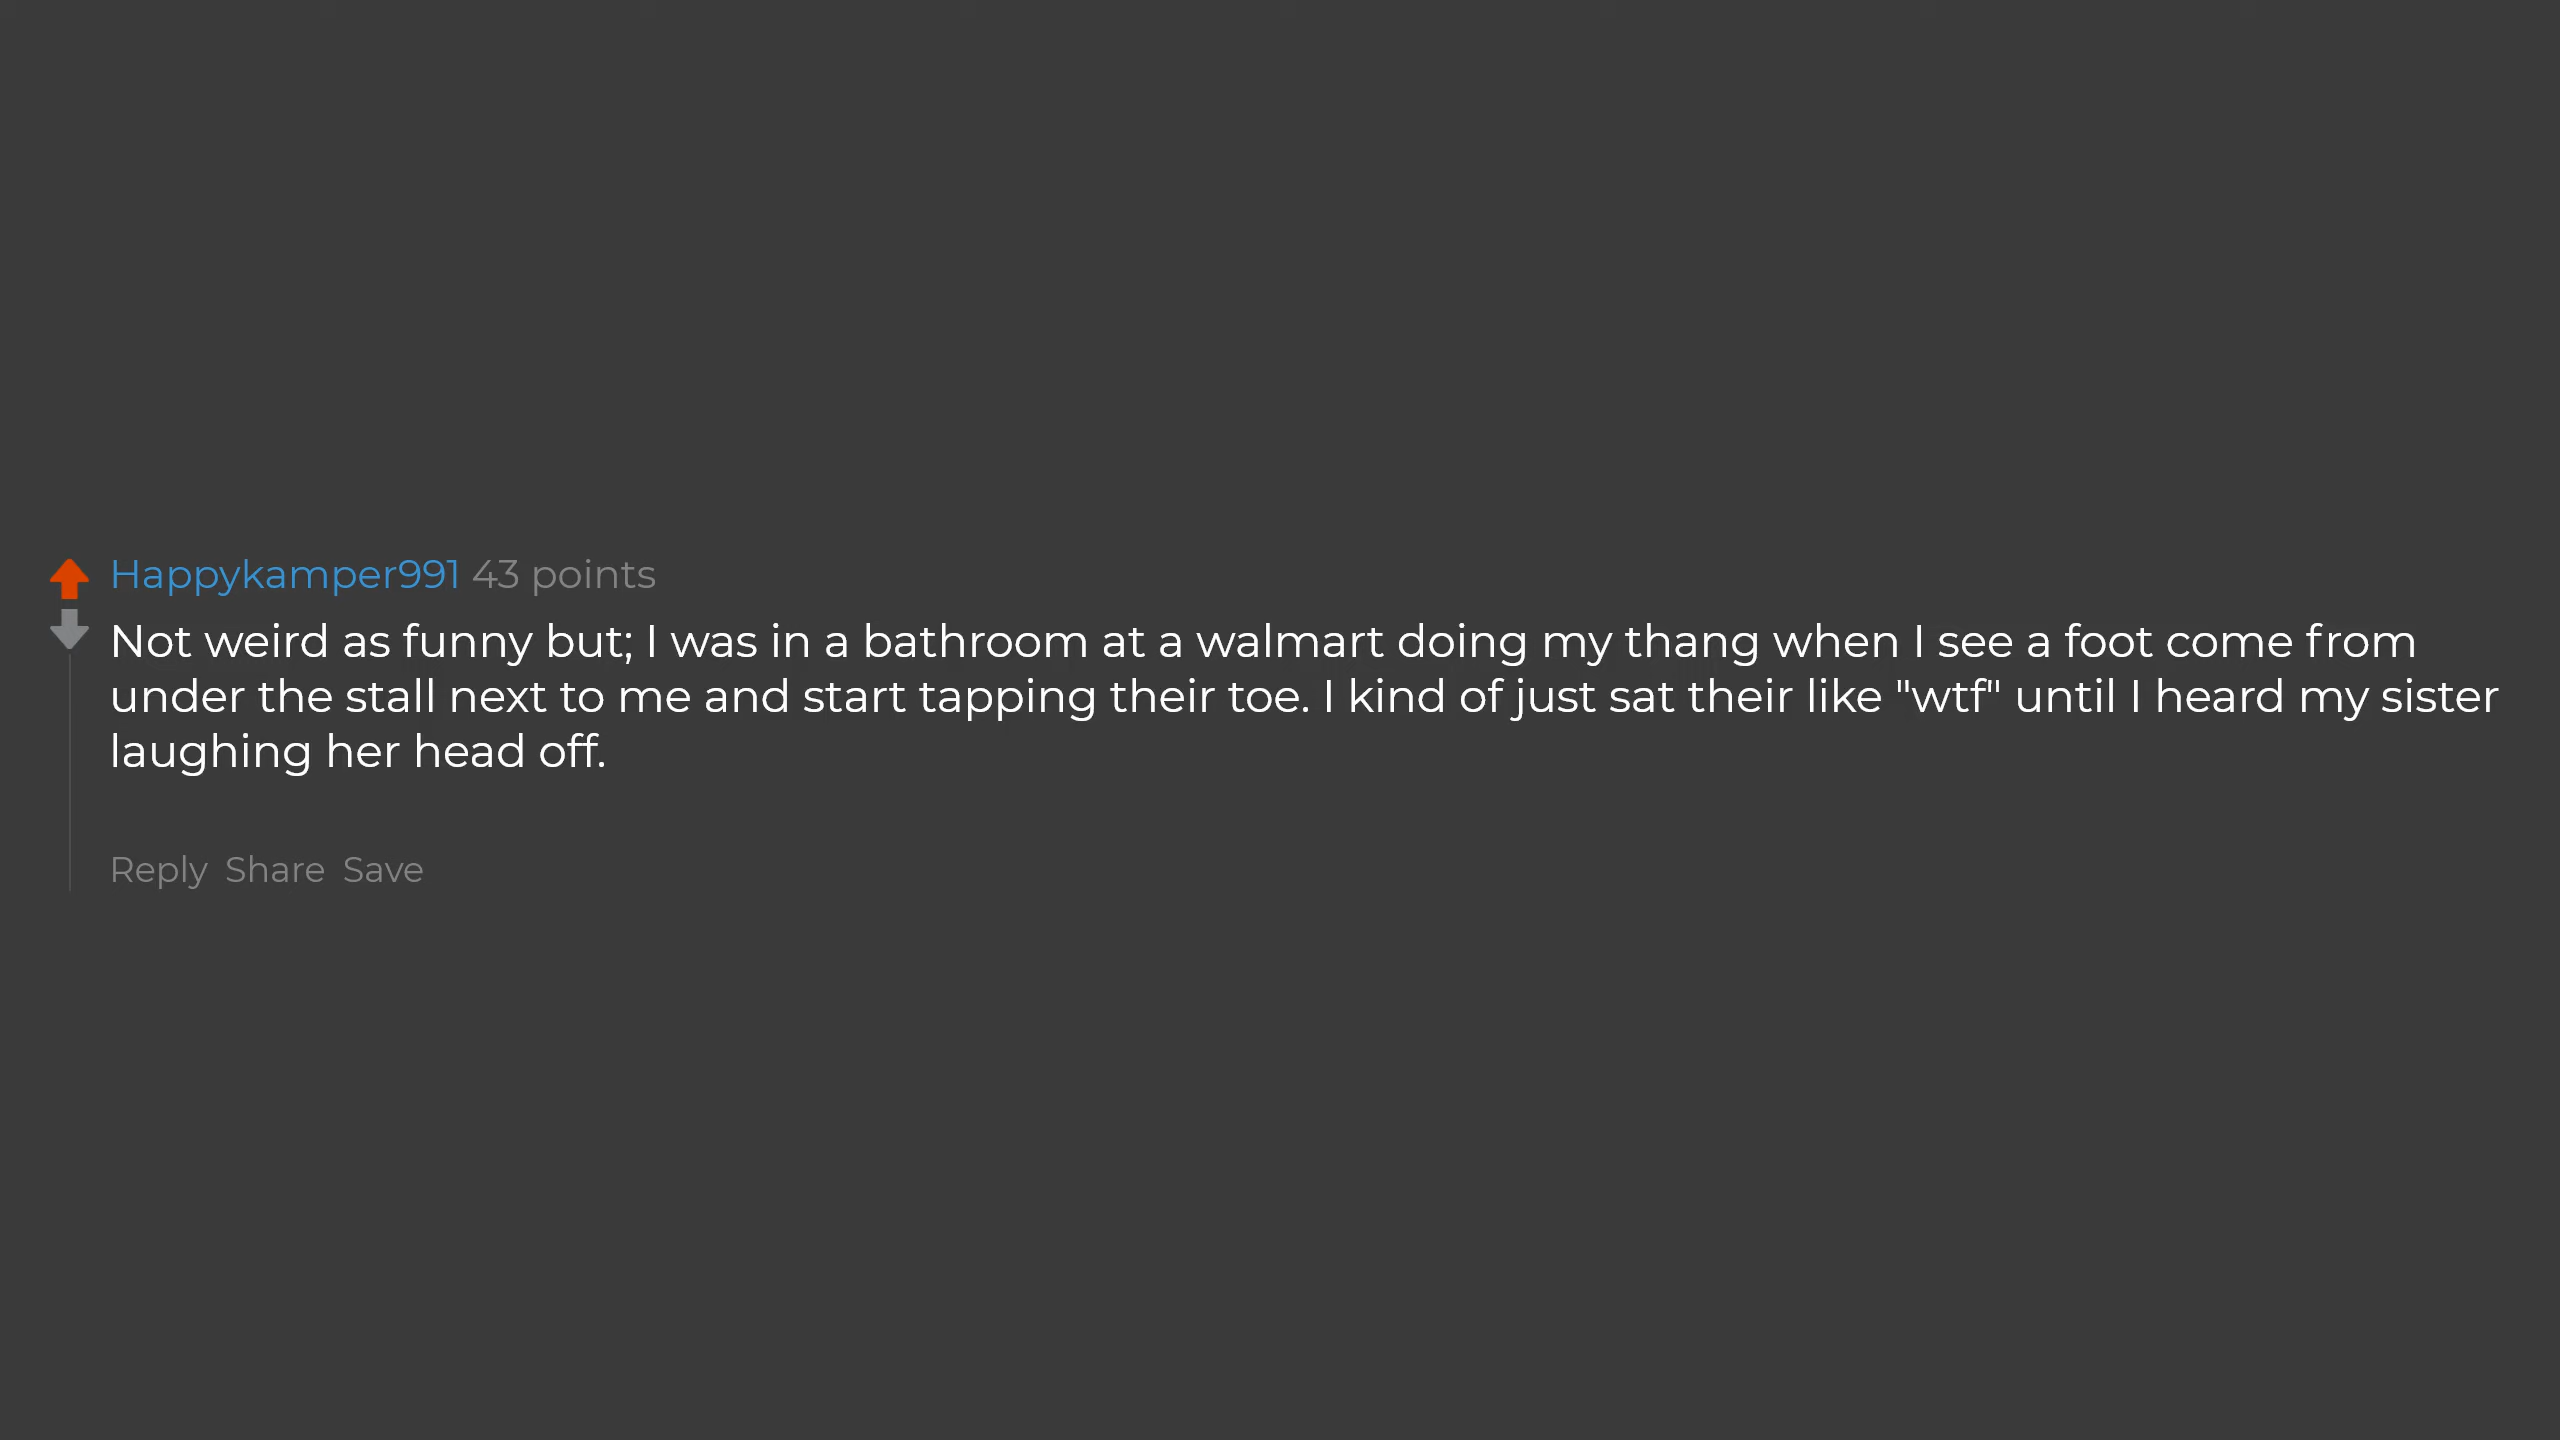 Happykamper991 43 points
Not weird as funny but; I was in a bathroom at a walmart doing my thang when I see a foot come from
under the stall next to me and start tapping their toe. I kind of just sat their like "wtf" until I heard my sister
laughing her head off.
Reply Share Save